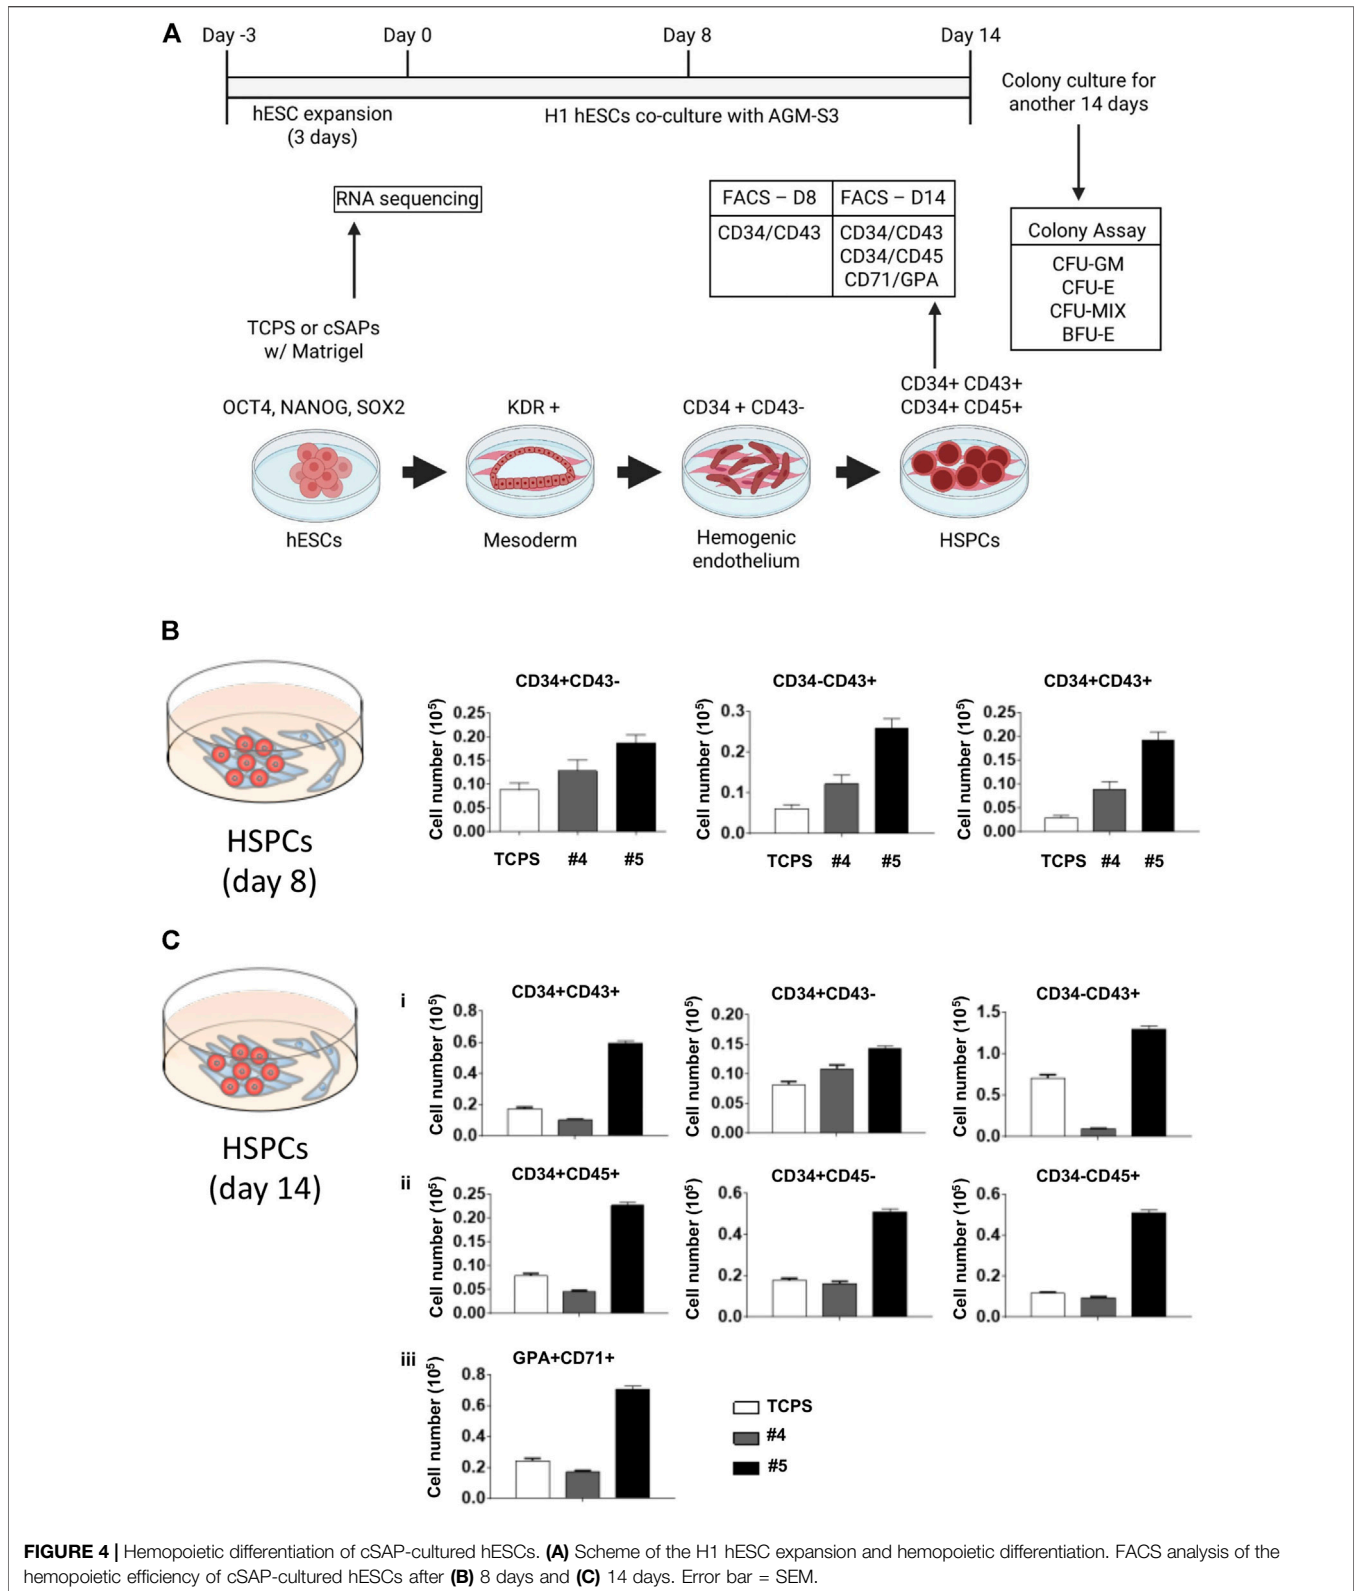 A
Day -3
Day 0
Day 8
Day 14
hESC expansion
(3 days)
H1 hESCs co-culture with AGM-S3
Colony culture for
another 14 days
RNA sequencing
FACS – D8
FACS – D14
CD34/CD43
CD34/CD43
CD34/CD45
CD71/GPA
Colony Assay
CFU-GM
CFU-E
CFU-MIX
BFU-E
TCPS or cSAPs
w/ Matrigel
OCT4, NANOG, SOX2
KDR +
CD34 + CD43-
CD34+ CD43+
CD34+ CD45+
hESCs
Mesoderm
Hemogenic
endothelium
HSPCs
B
HSPCs
(day 8)
CD34+CD43-
Cell number (10⁵)
0.25
0.20
0.15
0.10
0.05
0.00
TCPS #4 #5
CD34-CD43+
Cell number (10⁵)
0.3
0.2
0.1
0.0
TCPS #4 #5
CD34+CD43+
Cell number (10⁵)
0.25
0.20
0.15
0.10
0.05
0.00
TCPS #4 #5
C
HSPCs
(day 14)
i
CD34+CD43+
Cell number (10⁵)
0.8
0.6
0.4
0.2
0.0
CD34+CD43-
Cell number (10⁵)
0.20
0.15
0.10
0.05
0.00
CD34-CD43+
Cell number (10⁵)
1.5
1.0
0.5
0.0
ii
CD34+CD45+
Cell number (10⁵)
0.25
0.20
0.15
0.10
0.05
0.00
CD34+CD45-
Cell number (10⁵)
0.6
0.4
0.2
0.0
CD34-CD45+
Cell number (10⁵)
0.6
0.4
0.2
0.0
iii
GPA+CD71+
Cell number (10⁵)
0.8
0.6
0.4
0.2
0.0
TCPS
#4
#5
FIGURE 4 | Hemopoietic differentiation of cSAP-cultured hESCs. (A) Scheme of the H1 hESC expansion and hemopoietic differentiation. FACS analysis of the
hemopoietic efficiency of cSAP-cultured hESCs after (B) 8 days and (C) 14 days. Error bar = SEM.